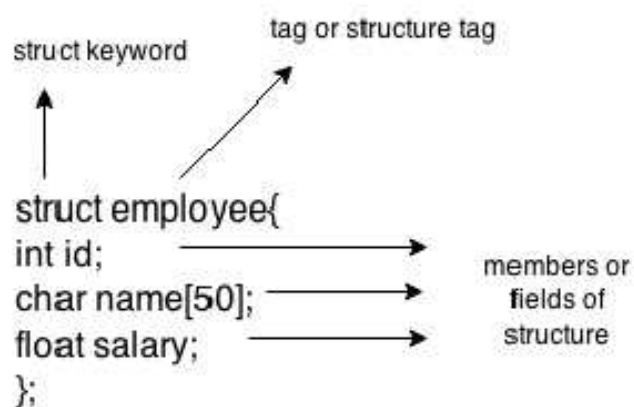 tag or structure tag
struct keyword
struct employee{
int id;
char name[50];
float salary;
};
members or
fields of
structure